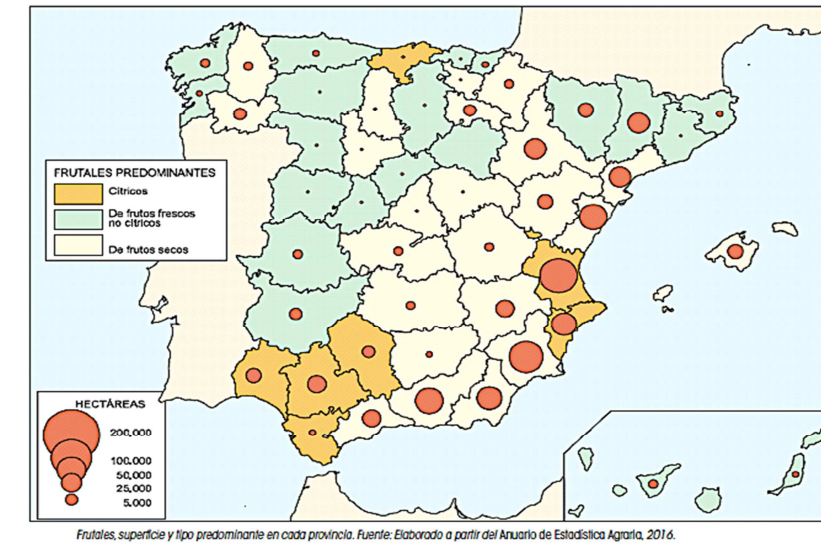 FRUTALES PREDOMINANTES
Cítricos
De frutos frescos
no cítricos
De frutos secos
HECTÁREAS
200.000
100.000
50.000
25.000
5.000
Frutales, superficie y tipo predominante en cada provincia. Fuente: Elaborado a partir del Anuario de Estadística Agraria, 2016.